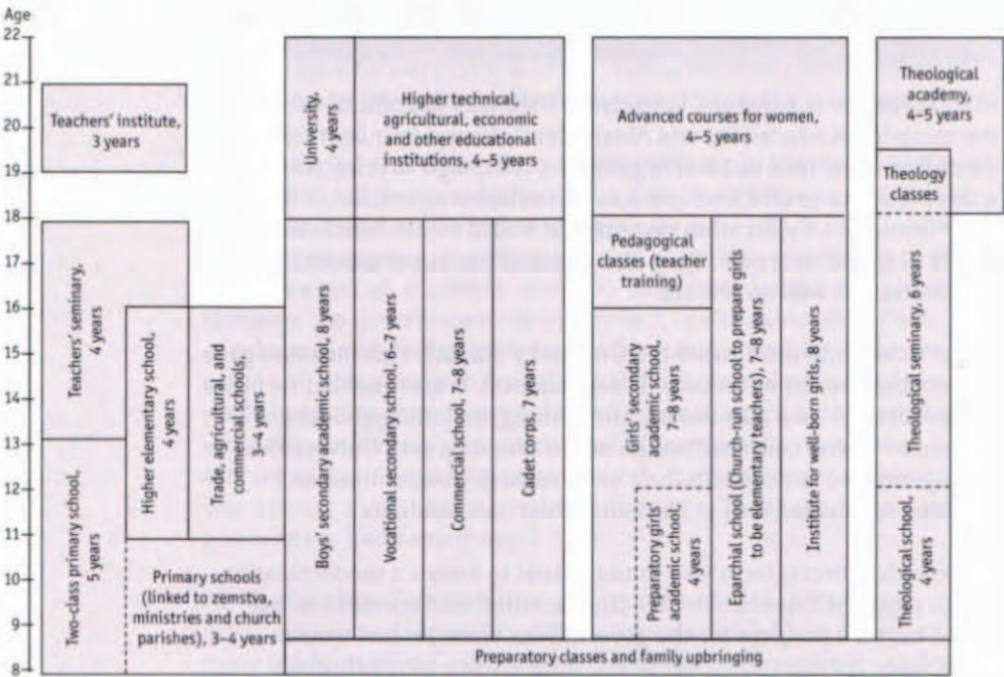 Age
22
21
20
19
18
17
16
15
14
13
12
11
10
9
8
Teachers' institute,
3 years
Teachers' seminary,
4 years
Two-class primary school,
5 years
Higher elementary school,
4 years
Trade, agricultural, and
commercial schools,
3–4 years
Primary schools
(linked to zemstva,
ministries and church
parishes), 3–4 years
University,
4 years
Higher technical,
agricultural, economic
and other educational
institutions, 4–5 years
Boys' secondary academic school, 8 years
Vocational secondary school, 6–7 years
Commercial school, 7–8 years
Cadet corps, 7 years
Advanced courses for women,
4–5 years
Pedagogical
classes (teacher
training)
Girls' secondary
academic school,
7–8 years
Preparatory girls'
academic school,
4 years
Eparchial school (Church-run school to prepare girls
to be elementary teachers), 7–8 years
Institute for well-born girls, 8 years
Theological
academy,
4–5 years
Theology
classes
Theological seminary, 6 years
Theological school,
4 years
Preparatory classes and family upbringing